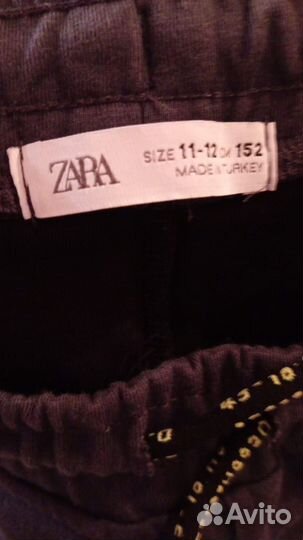 ZARA
SIZE 11-12 CM 152
MADE IN TURKEY
Avito